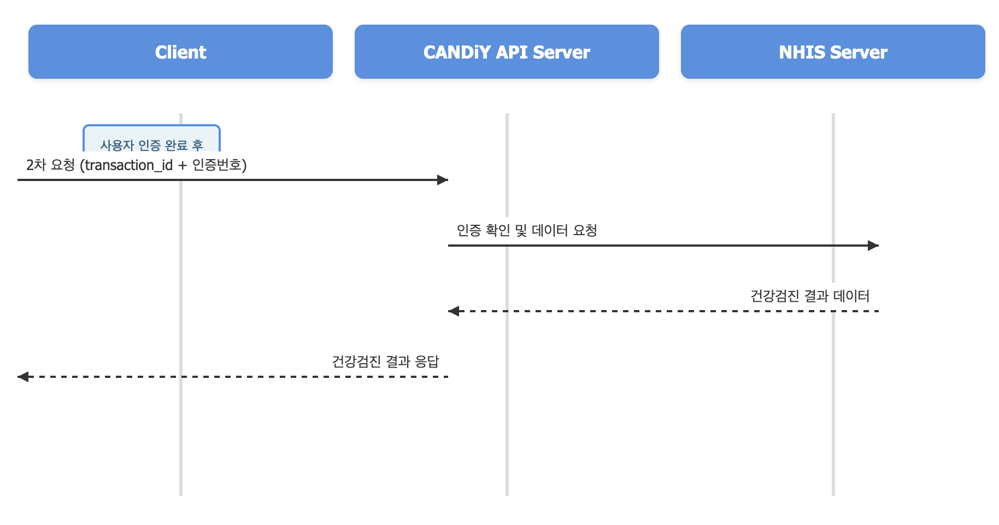 Client
CANDiY API Server
NHIS Server
사용자 인증 완료 후
2차 요청 (transaction_id + 인증번호)
인증 확인 및 데이터 요청
건강검진 결과 데이터
건강검진 결과 응답